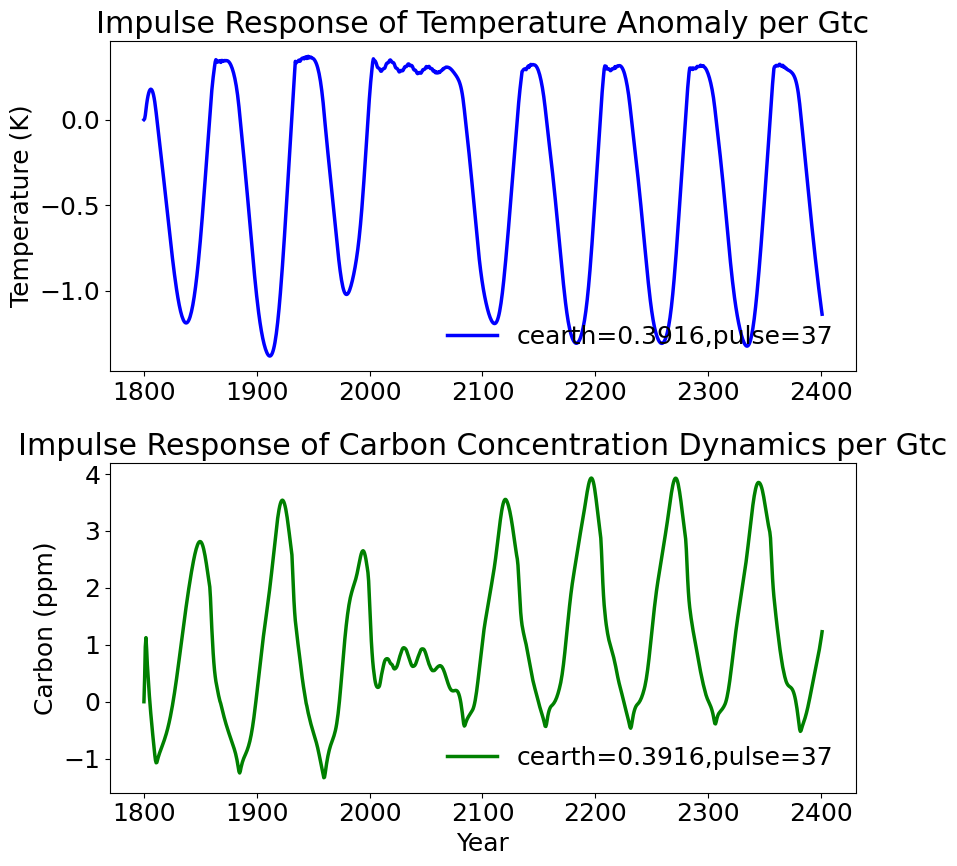 Impulse Response of Temperature Anomaly per Gtc
Temperature (K)
0.0
−0.5
−1.0
cearth=0.3916,pulse=37
1800 1900 2000 2100 2200 2300 2400
Impulse Response of Carbon Concentration Dynamics per Gtc
Carbon (ppm)
4
3
2
1
0
−1
cearth=0.3916,pulse=37
1800 1900 2000 2100 2200 2300 2400
Year